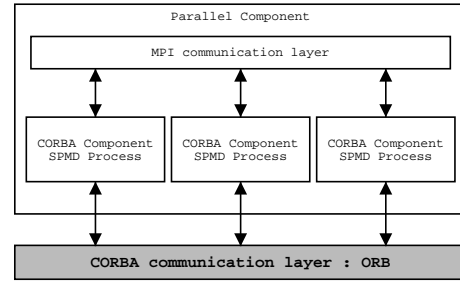 Parallel Component
MPI communication layer
CORBA Component
SPMD Process
CORBA Component
SPMD Process
CORBA Component
SPMD Process
CORBA communication layer : ORB